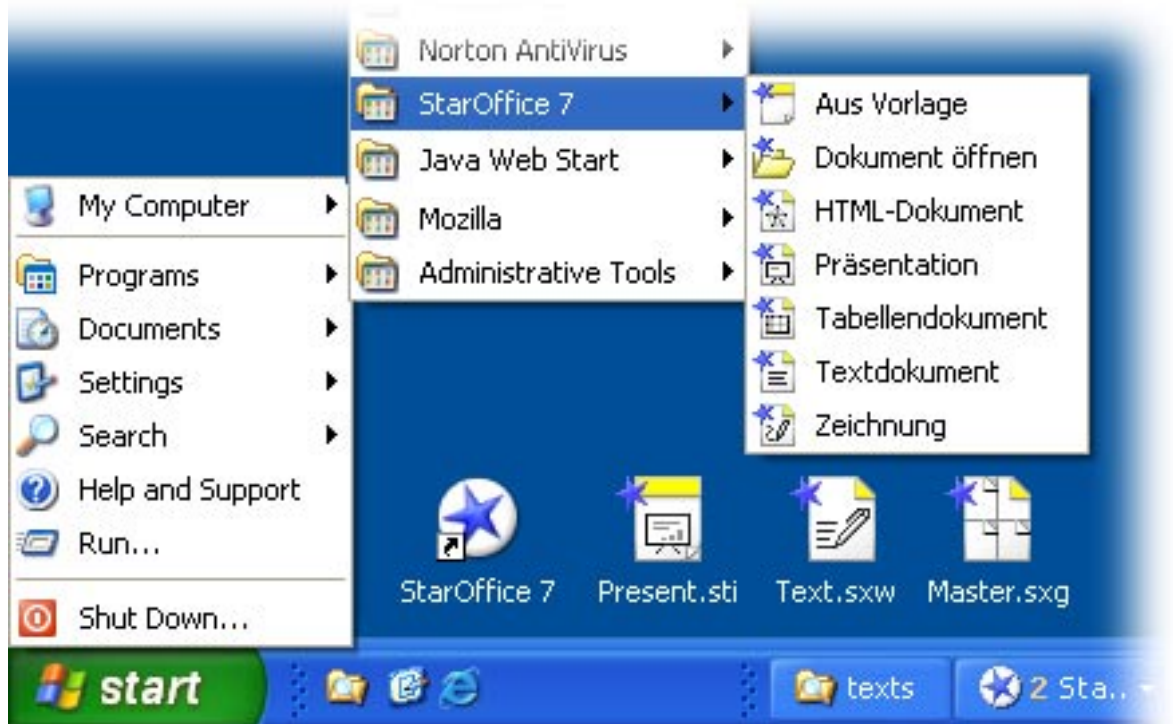 Norton AntiVirus
StarOffice 7
Java Web Start
Mozilla
Administrative Tools
Aus Vorlage
Dokument öffnen
HTML-Dokument
Präsentation
Tabellendokument
Textdokument
Zeichnung
My Computer
Programs
Documents
Settings
Search
Help and Support
Run...
Shut Down...
StarOffice 7
Present.sti
Text.sxw
Master.sxg
start
texts
2 Sta...